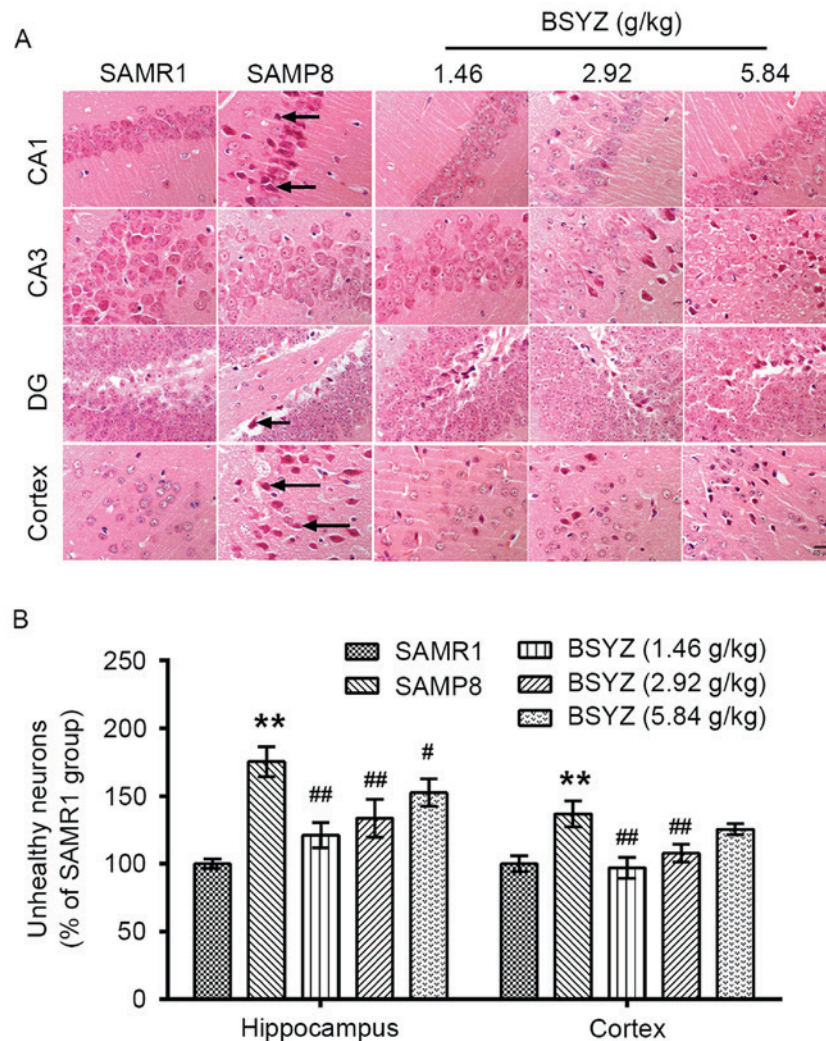 A
BSYZ (g/kg)
SAMR1 SAMP8 1.46 2.92 5.84
CA1
CA3
DG
Cortex
B
SAMR1
SAMP8
BSYZ (1.46 g/kg)
BSYZ (2.92 g/kg)
BSYZ (5.84 g/kg)
Unhealthy neurons
(% of SAMR1 group)
250
200
150
100
50
0
** ## ## # ** ## ##
Hippocampus Cortex